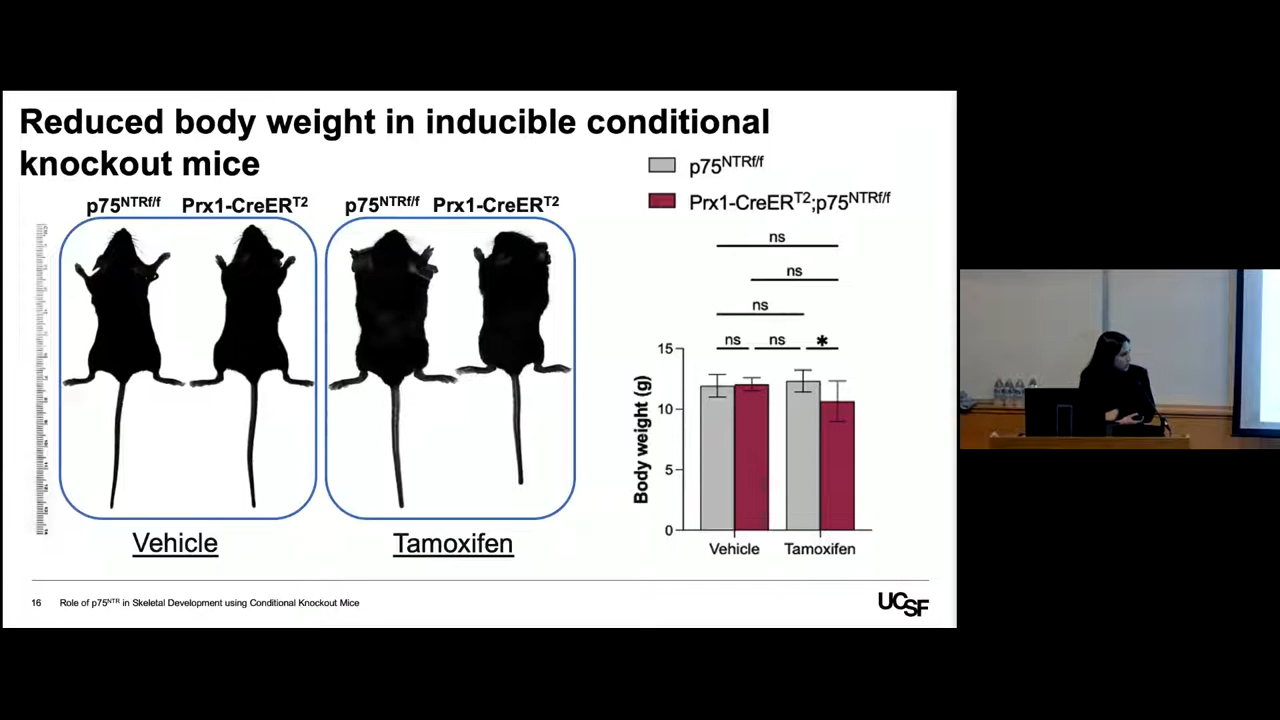 Reduced body weight in inducible conditional
knockout mice
p75NTRf/f
Prx1-CreERT2;p75NTRf/f
p75NTRf/f Prx1-CreERT2 p75NTRf/f Prx1-CreERT2
ns
ns
ns
ns ns *
15
10
5
0
Body weight (g)
Vehicle Tamoxifen
Vehicle Tamoxifen
16 Role of p75NTR in Skeletal Development using Conditional Knockout Mice
UCSF